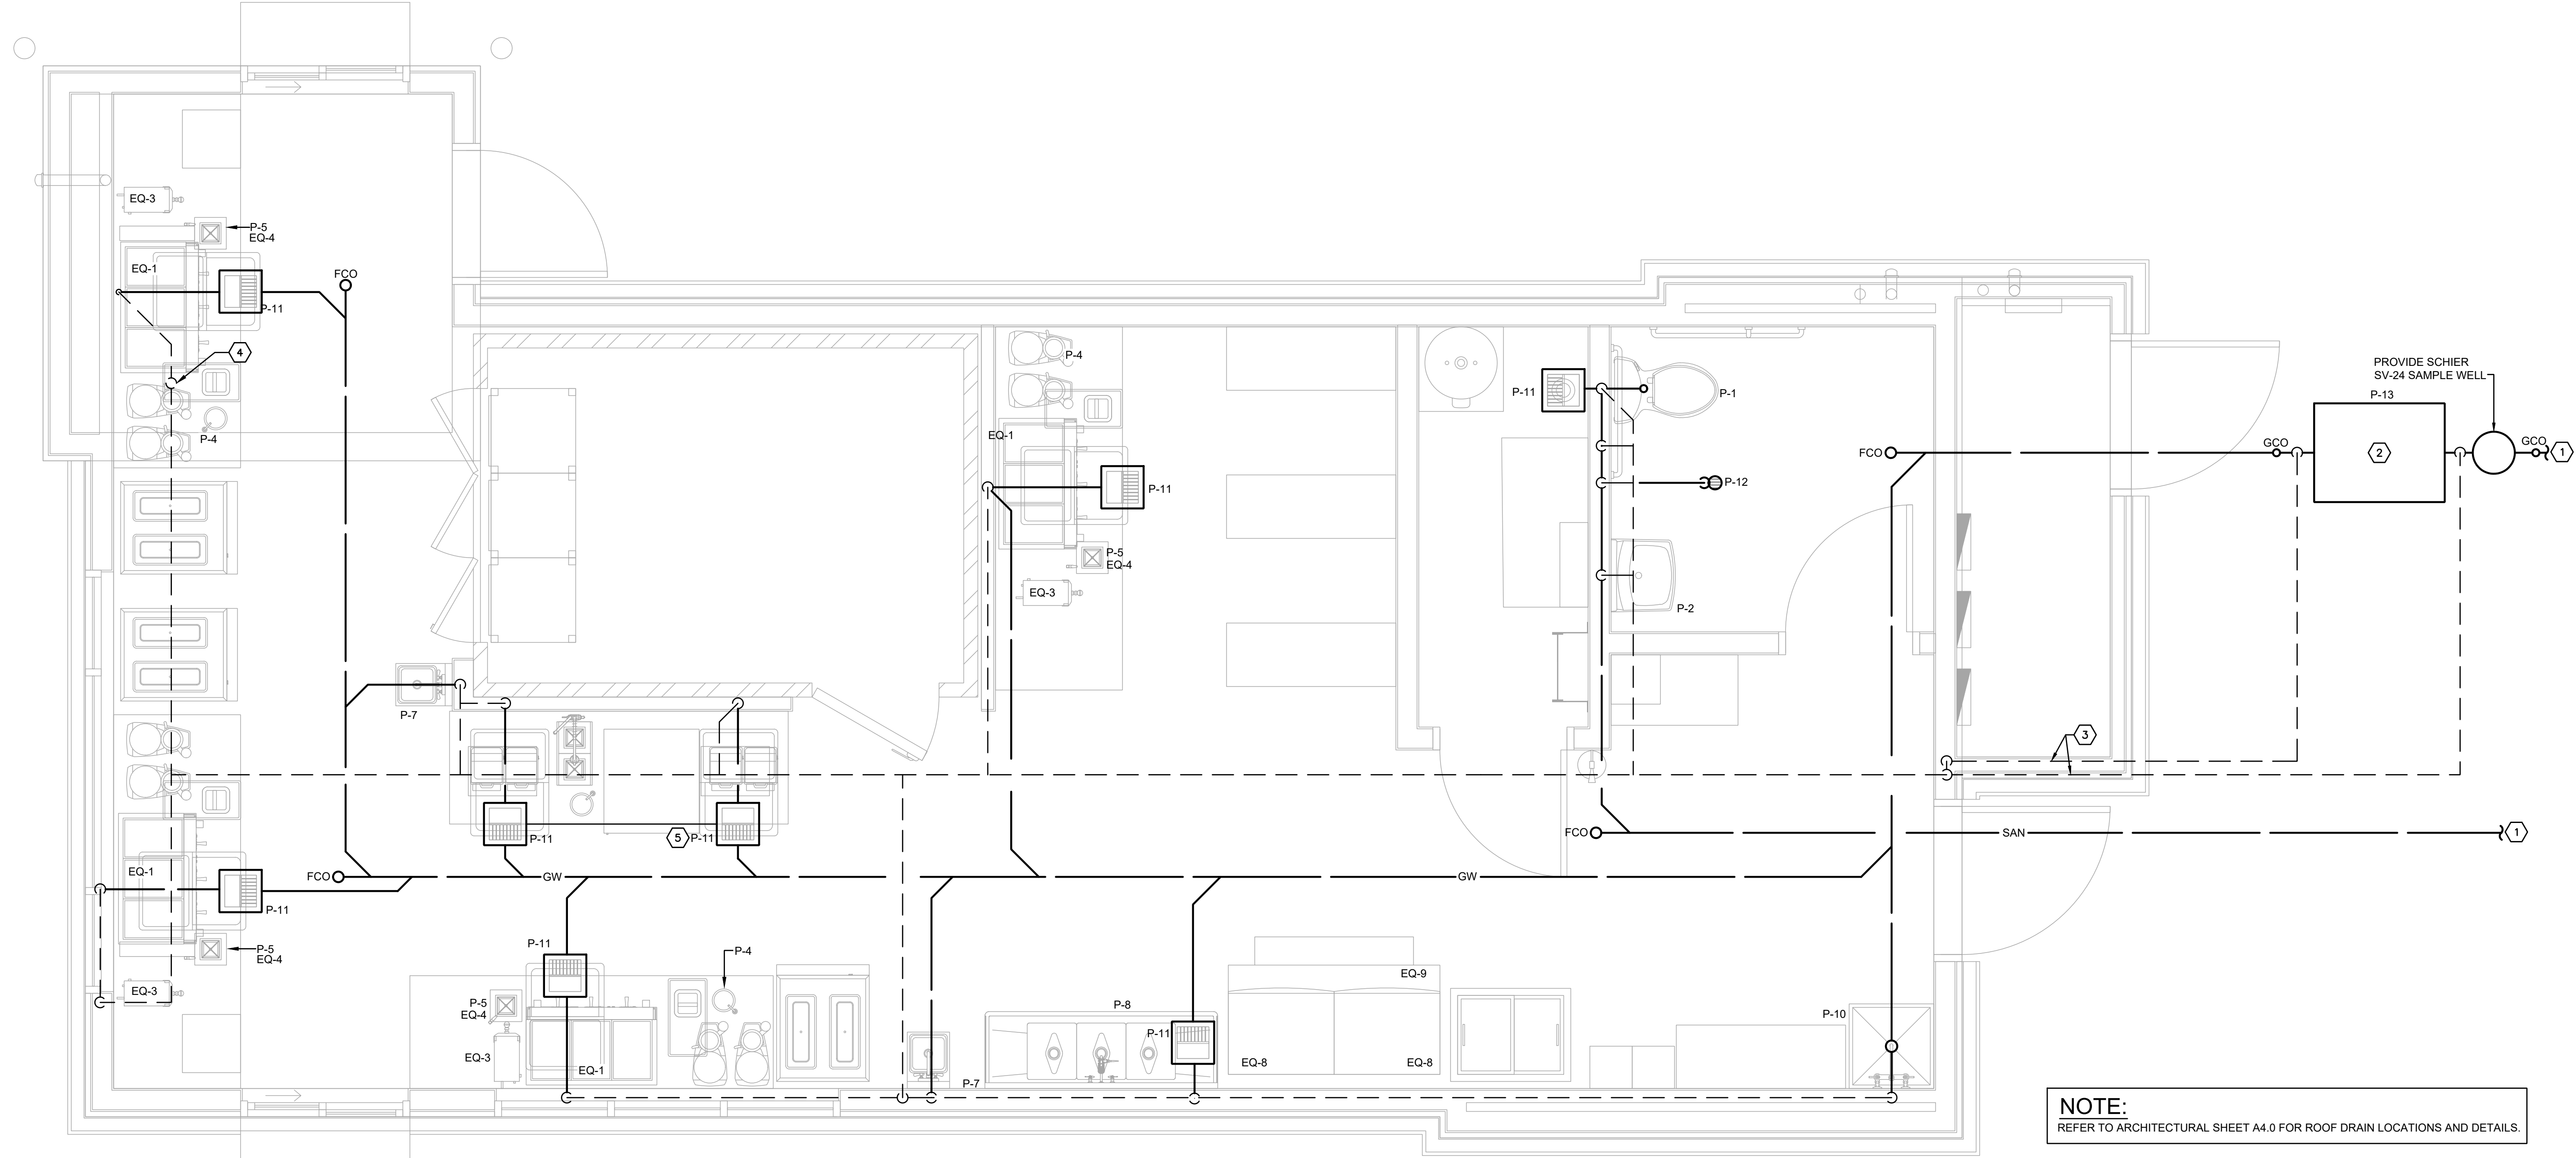 EQ-3
P-5
EQ-4
EQ-1
FCO
P-11
4
P-4
P-4
EQ-1
P-11
P-5
EQ-4
EQ-3
P-11
P-1
P-12
P-2
FCO
GCO
P-13
2
PROVIDE SCHIER
SV-24 SAMPLE WELL
GCO
1
3
P-7
P-11
5
P-11
FCO
SAN
1
EQ-1
FCO
GW
GW
P-11
P-5
EQ-4
EQ-3
P-11
P-4
P-5
EQ-4
EQ-3
EQ-1
P-7
P-8
P-11
EQ-9
EQ-8
EQ-8
P-10
NOTE:
REFER TO ARCHITECTURAL SHEET A4.0 FOR ROOF DRAIN LOCATIONS AND DETAILS.